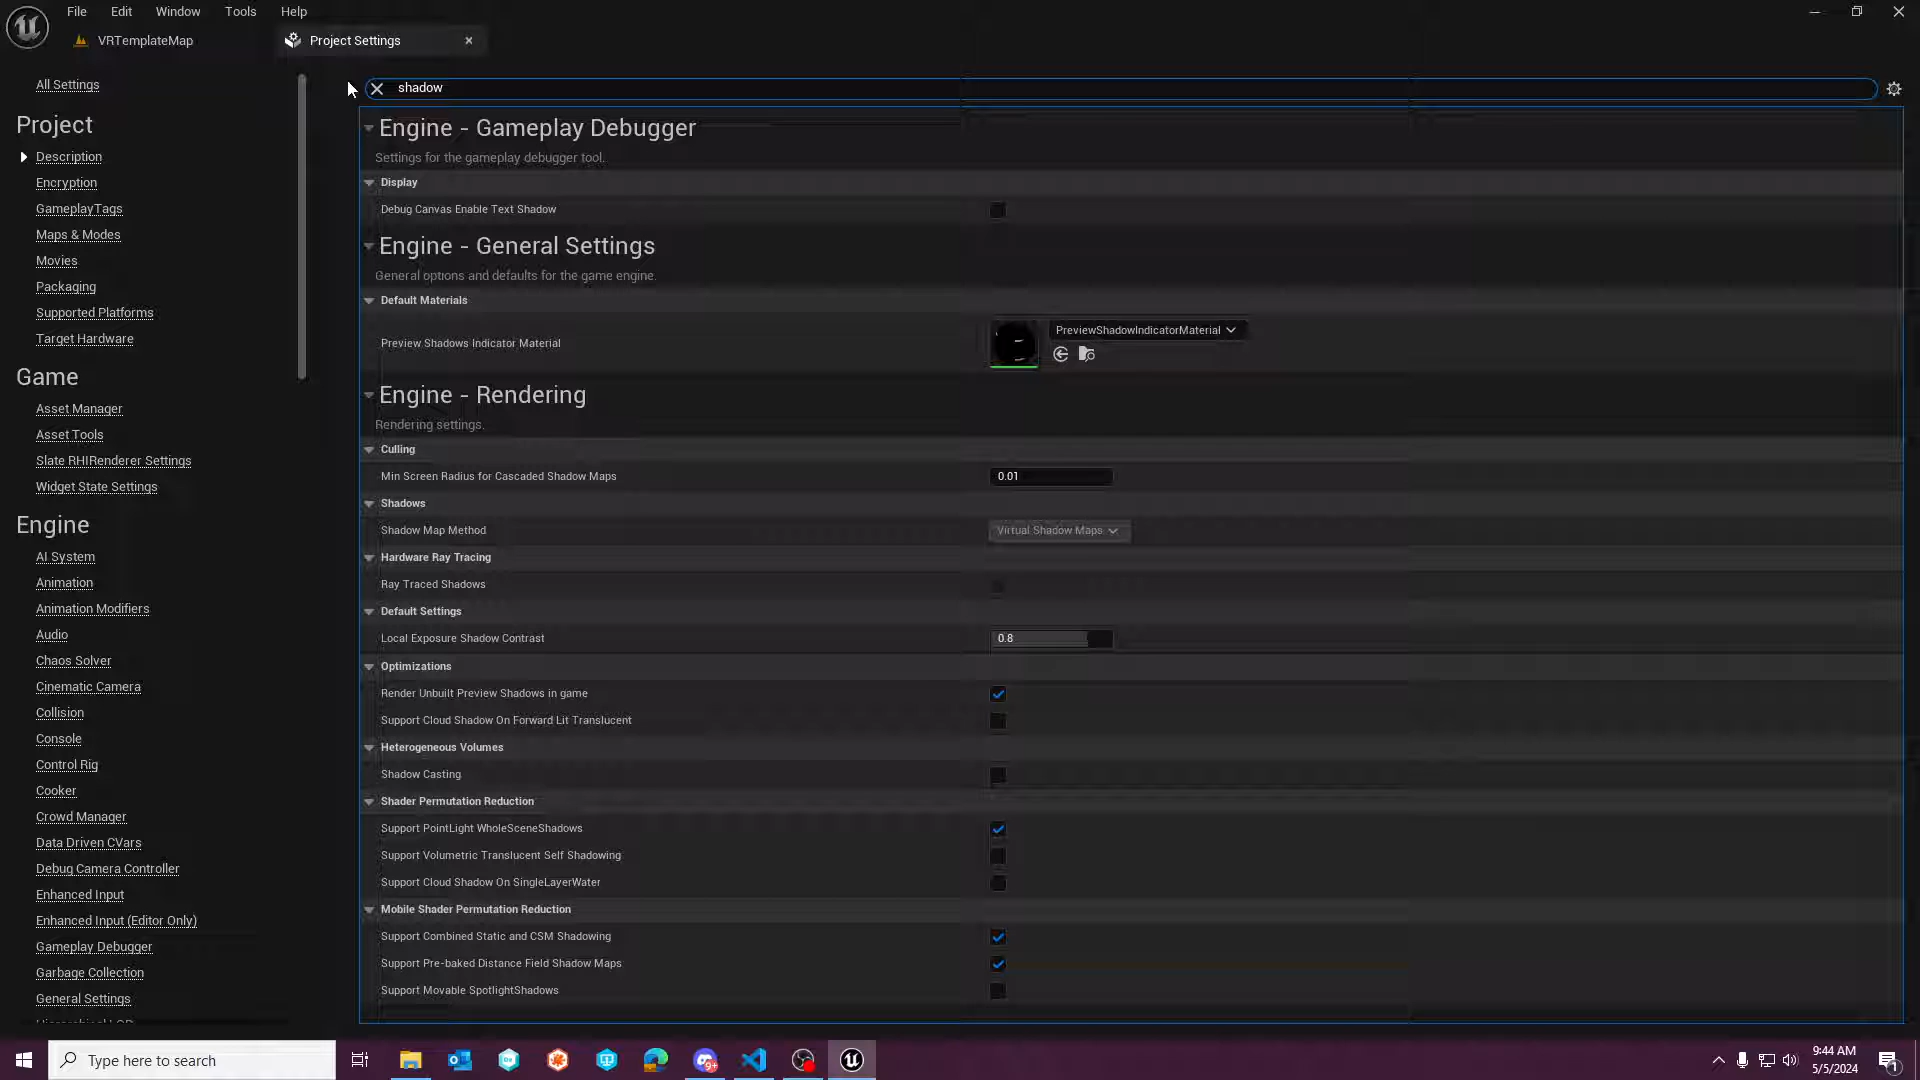 File Edit Window Tools Help
VRTemplateMap
Project Settings
All Settings
Project
Description
Encryption
GameplayTags
Maps & Modes
Movies
Packaging
Supported Platforms
Target Hardware
Game
Asset Manager
Asset Tools
Slate RHIRenderer Settings
Widget State Settings
Engine
AI System
Animation
Animation Modifiers
Audio
Chaos Solver
Cinematic Camera
Collision
Console
Control Rig
Cooker
Crowd Manager
Data Driven CVars
Debug Camera Controller
Enhanced Input
Enhanced Input (Editor Only)
Gameplay Debugger
Garbage Collection
General Settings
shadow
Engine - Gameplay Debugger
Settings for the gameplay debugger tool.
Display
Debug Canvas Enable Text Shadow
Engine - General Settings
General options and defaults for the game engine.
Default Materials
Preview Shadows Indicator Material
PreviewShadowIndicatorMaterial
Engine - Rendering
Rendering settings.
Culling
Min Screen Radius for Cascaded Shadow Maps 0.01
Shadows
Shadow Map Method Virtual Shadow Maps
Hardware Ray Tracing
Ray Traced Shadows
Default Settings
Local Exposure Shadow Contrast 0.8
Optimizations
Render Unbuilt Preview Shadows in game
Support Cloud Shadow On Forward Lit Translucent
Heterogeneous Volumes
Shadow Casting
Shader Permutation Reduction
Support PointLight WholeSceneShadows
Support Volumetric Translucent Self Shadowing
Support Cloud Shadow On SingleLayerWater
Mobile Shader Permutation Reduction
Support Combined Static and CSM Shadowing
Support Pre-baked Distance Field Shadow Maps
Support Movable SpotlightShadows
Type here to search
9+
9:44 AM
5/5/2024
1